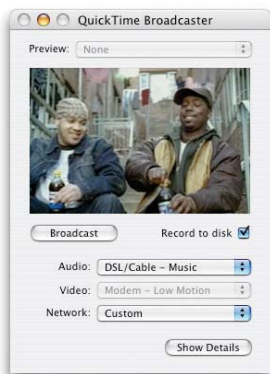 QuickTime Broadcaster
Preview: None
Broadcast
Record to disk
Audio: DSL/Cable – Music
Video: Modem – Low Motion
Network: Custom
Show Details